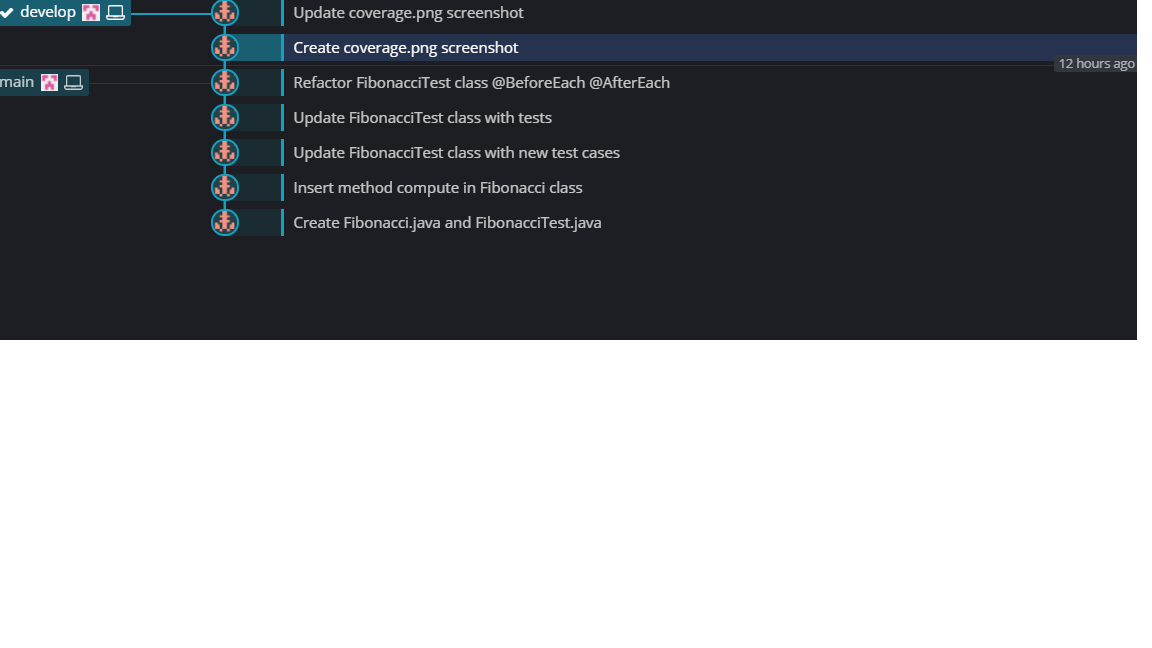 develop
Update coverage.png screenshot
Create coverage.png screenshot
12 hours ago
main
Refactor FibonacciTest class @BeforeEach @AfterEach
Update FibonacciTest class with tests
Update FibonacciTest class with new test cases
Insert method compute in Fibonacci class
Create Fibonacci.java and FibonacciTest.java